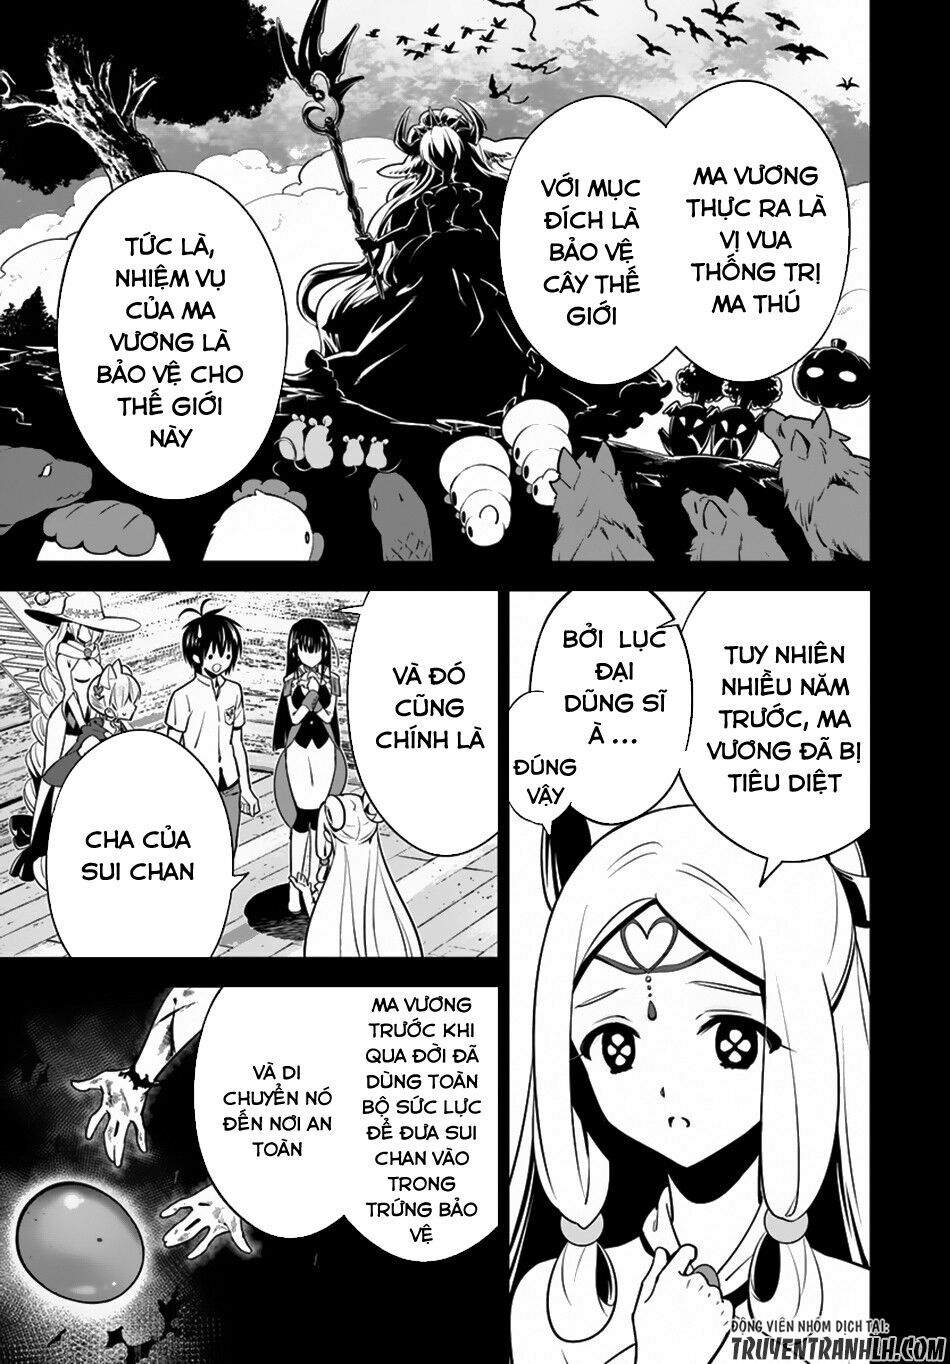 MA VƯƠNG
THỰC RA LÀ
VỊ VUA
THỐNG TRỊ
MA THÚ
VỚI MỤC
ĐÍCH LÀ
BẢO VỆ
CÂY THẾ
GIỚI
TỨC LÀ,
NHIỆM VỤ
CỦA MA
VƯƠNG LÀ
BẢO VỆ CHO
THẾ GIỚI
NÀY
TUY NHIÊN
NHIỀU NĂM
TRƯỚC, MA
VƯƠNG ĐÃ BỊ
TIÊU DIỆT
BỞI LỤC
ĐẠI
DŨNG SĨ
À ...
ĐÚNG
VẬY
VÀ ĐÓ
CŨNG
CHÍNH LÀ
CHA CỦA
SUI CHAN
MA VƯƠNG
TRƯỚC KHI
QUA ĐỜI ĐÃ
DÙNG TOÀN
BỘ SỨC LỰC
ĐỂ ĐƯA SUI
CHAN VÀO
TRONG
TRỨNG BẢO
VỆ
VÀ DI
CHUYỂN NÓ
ĐẾN NƠI AN
TOÀN
ĐỘNG VIÊN NHÓM DỊCH TẠI:
TRUYENTRANHLH.COM